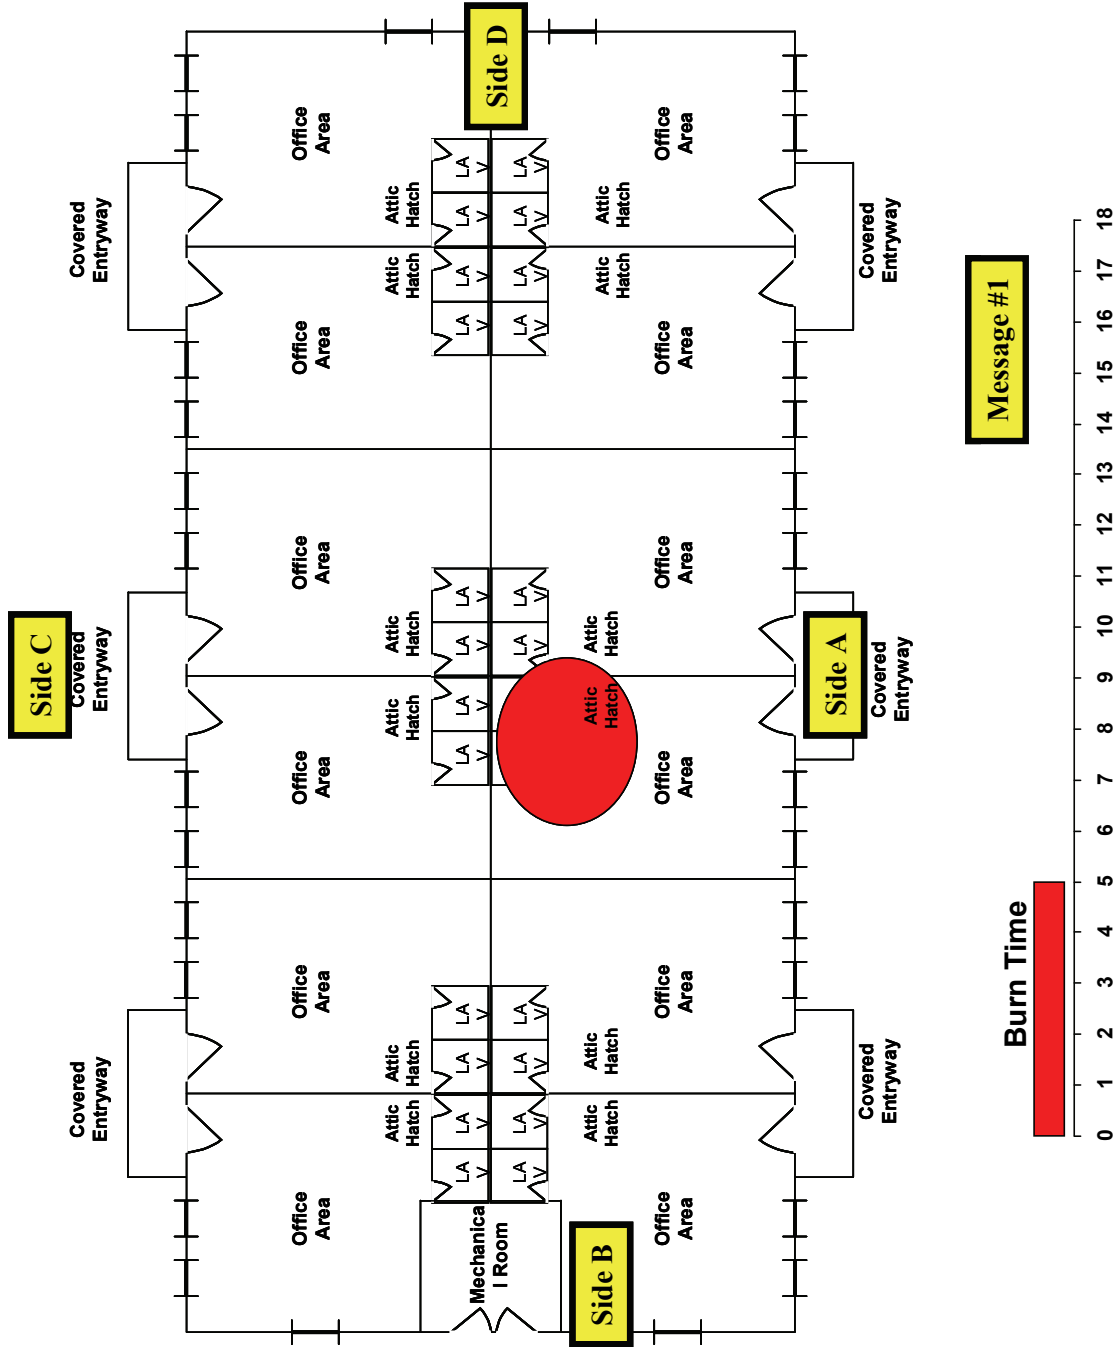 Side C
Covered
Entryway
Covered
Entryway
Covered
Entryway
Office
Area
Office
Area
Office
Area
Office
Area
Office
Area
Office
Area
Attic
Hatch
Attic
Hatch
Attic
Hatch
Attic
Hatch
Attic
Hatch
Attic
Hatch
LA
V
LA
V
LA
V
LA
V
LA
V
LA
V
LA
V
LA
V
LA
V
LA
V
LA
V
LA
V
Mechanica
l Room
Side D
LA
V
LA
V
LA
V
LA
V
LA
V
LA
V
LA
V
LA
V
LA
V
LA
V
Side B
Attic
Hatch
Attic
Hatch
Attic
Hatch
Attic
Hatch
Attic
Hatch
Attic
Hatch
Office
Area
Office
Area
Office
Area
Office
Area
Office
Area
Office
Area
Side A
Covered
Entryway
Covered
Entryway
Covered
Entryway
Message #1
Burn Time
0 1 2 3 4 5 6 7 8 9 10 11 12 13 14 15 16 17 18